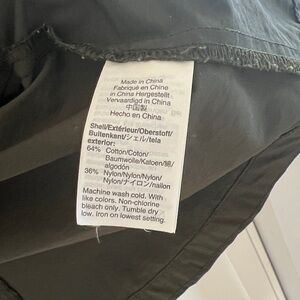 Made in China
Fabriqué en Chine
in China Hergestellt
Vervaardigd in China
中国製
Hecho en China
Shell/Extérieur/Oberstoff/
Buitenkant/シェル/tela
exterior:
64% Cotton/Coton/
Baumwolle/Katoen/綿/
algodón
36% Nylon/Nylon/Nylon/
Nylon/ナイロン/nailon
Machine wash cold. With
like colors. Non-chlorine
bleach only. Tumble dry
low. Iron on lowest setting.